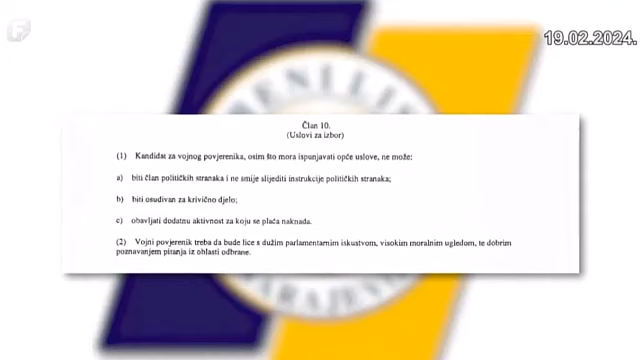 19.02.2024.
ENI LI
Član 10.
(Uslovi za izbor)
(1) Kandidat za vojnog povjerenika, osim što mora ispunjavati opće uslove, ne može:
a) biti član političkih stranaka i ne smije slijediti instrukcije političkih stranaka;
b) biti osuđivan za krivično djelo;
c) obavljati dodatnu aktivnost za koju se plaća naknada.
(2) Vojni povjerenik treba da bude lice s dužim parlamentarnim iskustvom, visokim moralnim ugledom, te dobrim
poznavanjem pitanja iz oblasti odbrane.
SARAJEV